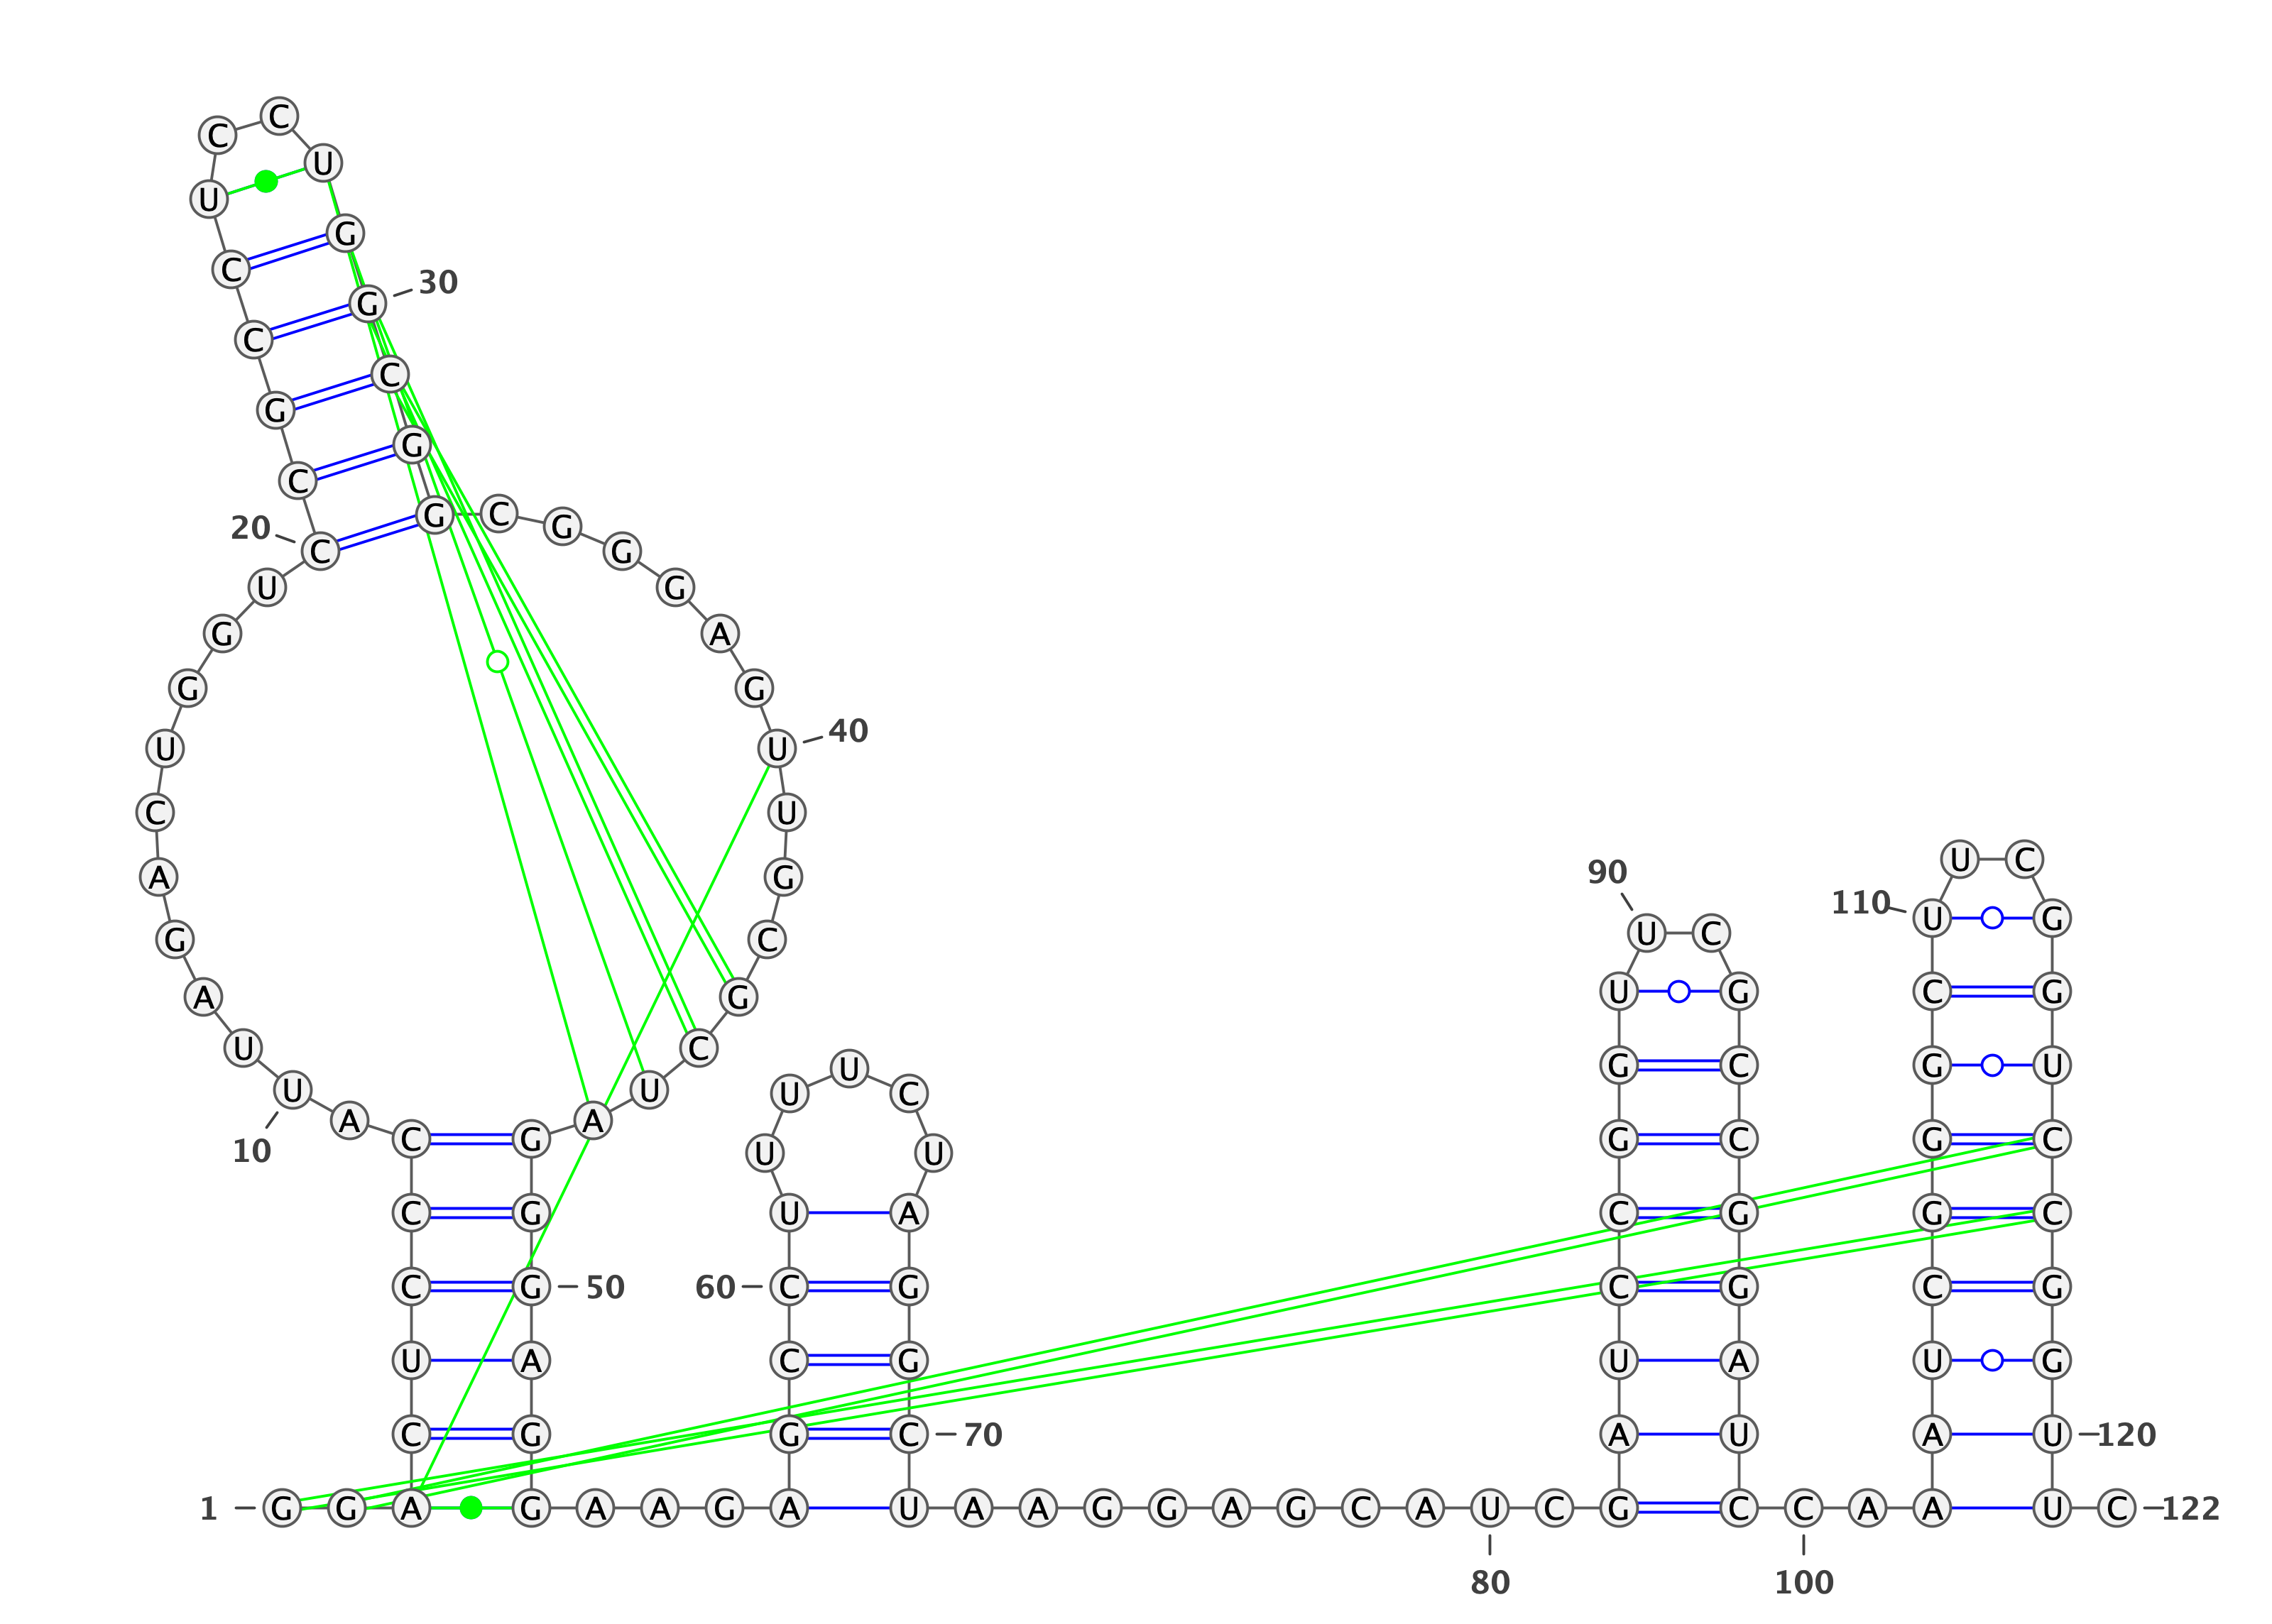 C C
U
U
G
C
30
G
C
C
G
G
C
G C G
20 C G
U G
G A
G G
U U 40
C U
A G U C
90
110 U G
G C U C
A G U G C G
U C
U U U U C G C G U
A A
10 C G U U G C G C
C G U A C G G C
C G 50 60 C G C G C G
U A C G U A U G
C G G C 70 A U A U 120
1 G G A G A A G A U A A G G A G C A U C G C C A A U C 122
80 100